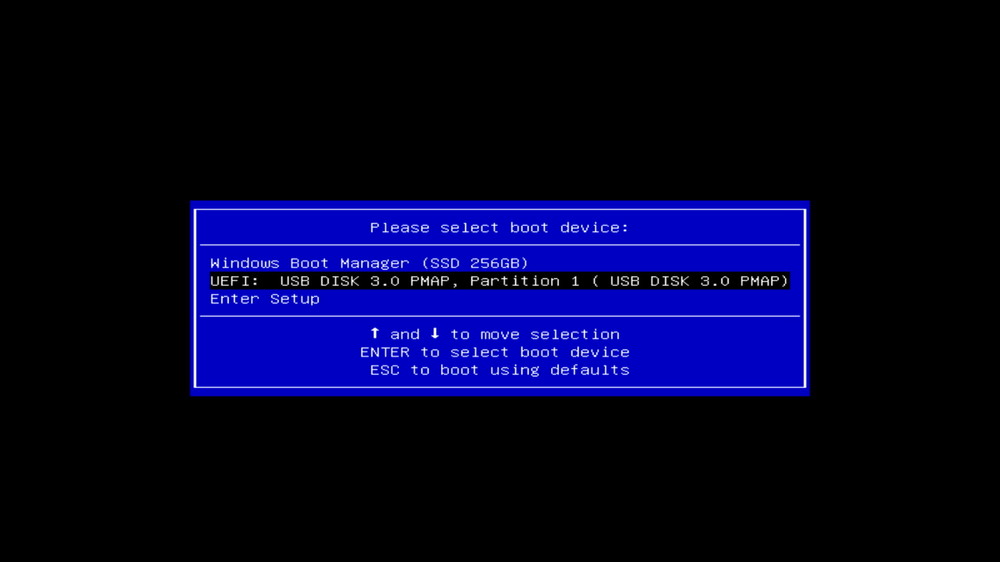 Please select boot device:
Windows Boot Manager (SSD 256GB)
UEFI:  USB DISK 3.0 PMAP, Partition 1 ( USB DISK 3.0 PMAP)
Enter Setup
↑ and ↓ to move selection
ENTER to select boot device
ESC to boot using defaults